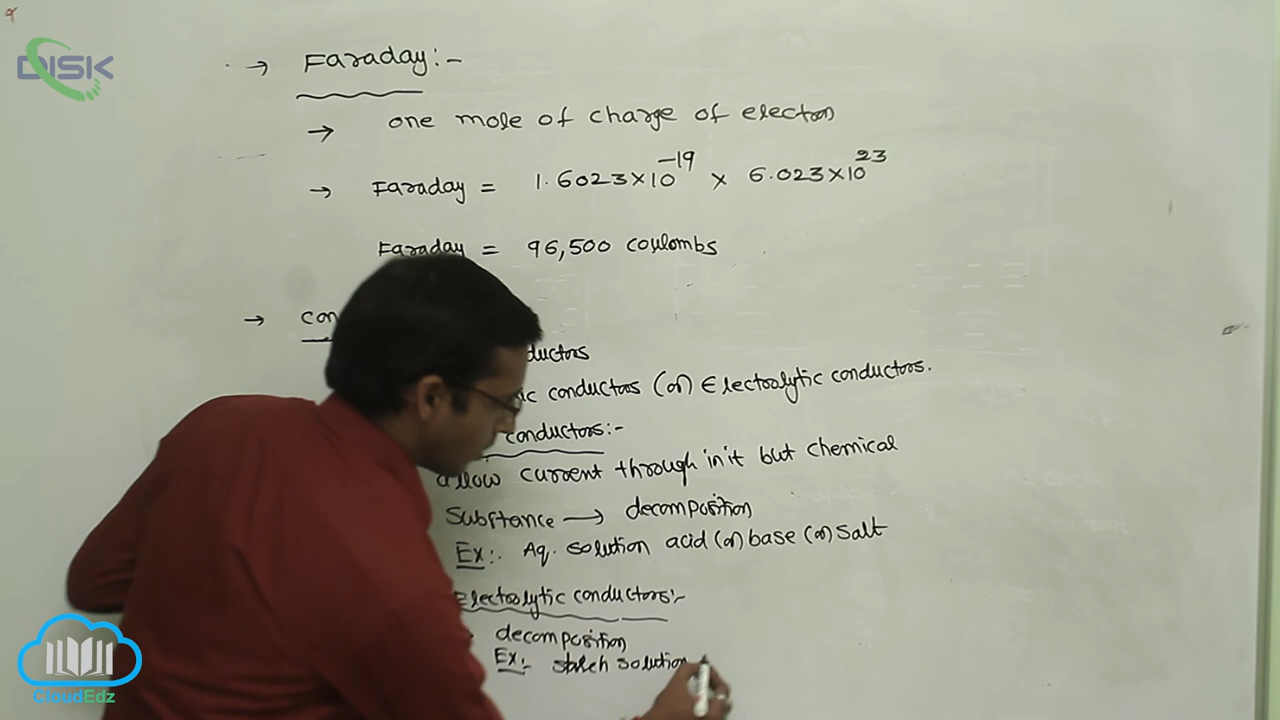 DISK
→ Faraday:-
→ one mole of charge of electron
→ Faraday = 1.6023×10^-19 × 6.023×10^23
Faraday = 96,500 coulombs
→ con
ductors
ic conductors (or) Electrolytic conductors.
conductors:-
allow current through in it but chemical
Substance → decomposition
Ex:- Aq. solution acid (or) base (or) salt
Electrolytic conductors:-
decomposition
Ex:- solution
CloudEdz